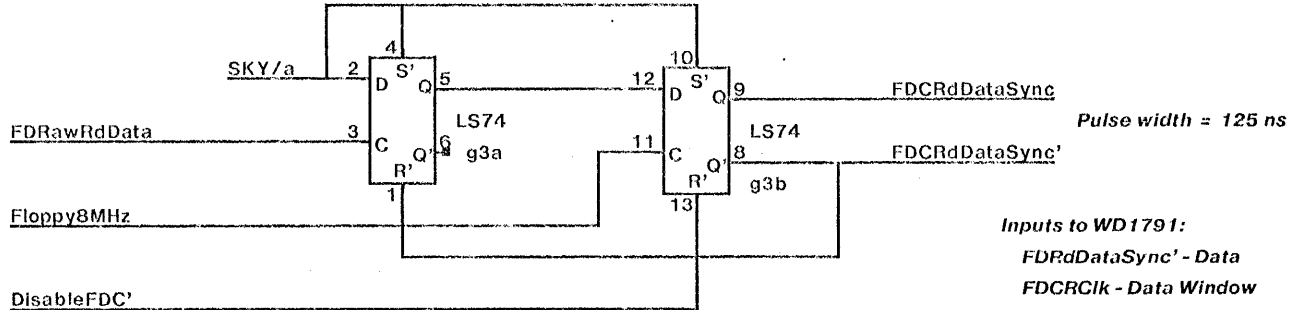 SKY/a
2
4
D
S'
Q
5
FDRawRdData
3
C
Q'
6
R'
1
LS74
g3a
12
10
D
S'
Q
9
FDCRdDataSync
Pulse width = 125 ns
11
C
Q'
8
FDCRdDataSync'
R'
13
LS74
g3b
Floppy8MHz
DisableFDC'
Inputs to WD1791:
FDRdDataSync' - Data
FDCRClk - Data Window